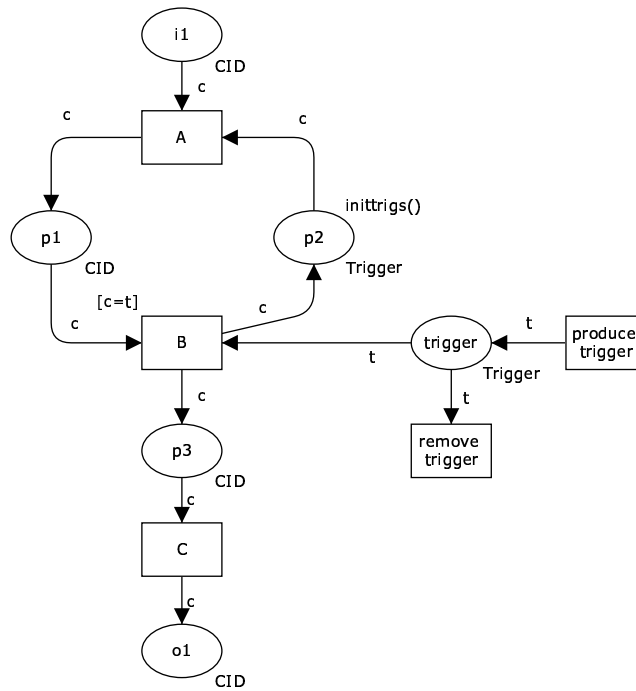 i1
CID
c
c
c
A
inittrigs()
p1
p2
CID
Trigger
[c=t]
c
c
B
t
trigger
t
produce
trigger
Trigger
c
t
p3
remove
trigger
CID
c
C
c
o1
CID